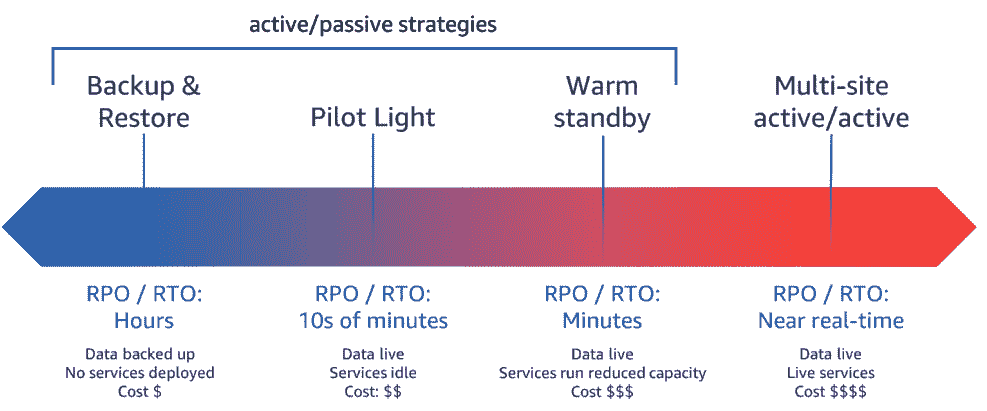 active/passive strategies
Backup &
Restore
Pilot Light
Warm
standby
Multi-site
active/active
RPO / RTO:
Hours
Data backed up
No services deployed
Cost $
RPO / RTO:
10s of minutes
Data live
Services idle
Cost: $$
RPO / RTO:
Minutes
Data live
Services run reduced capacity
Cost $$$
RPO / RTO:
Near real-time
Data live
Live services
Cost $$$$